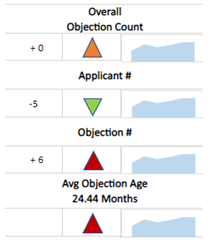 Overall
Objection Count
+ 0
Applicant #
-5
Objection #
+ 6
Avg Objection Age
24.44 Months